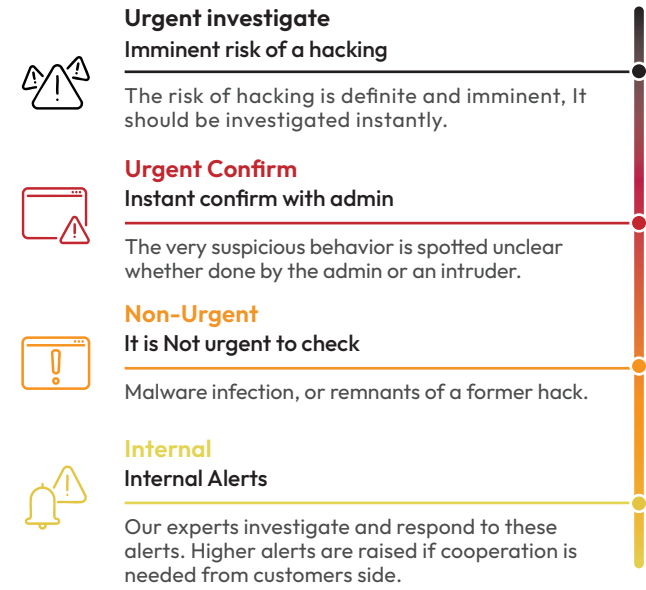 Urgent investigate
Imminent risk of a hacking
The risk of hacking is definite and imminent, It
should be investigated instantly.
Urgent Confirm
Instant confirm with admin
The very suspicious behavior is spotted unclear
whether done by the admin or an intruder.
Non-Urgent
It is Not urgent to check
Malware infection, or remnants of a former hack.
Internal
Internal Alerts
Our experts investigate and respond to these
alerts. Higher alerts are raised if cooperation is
needed from customers side.